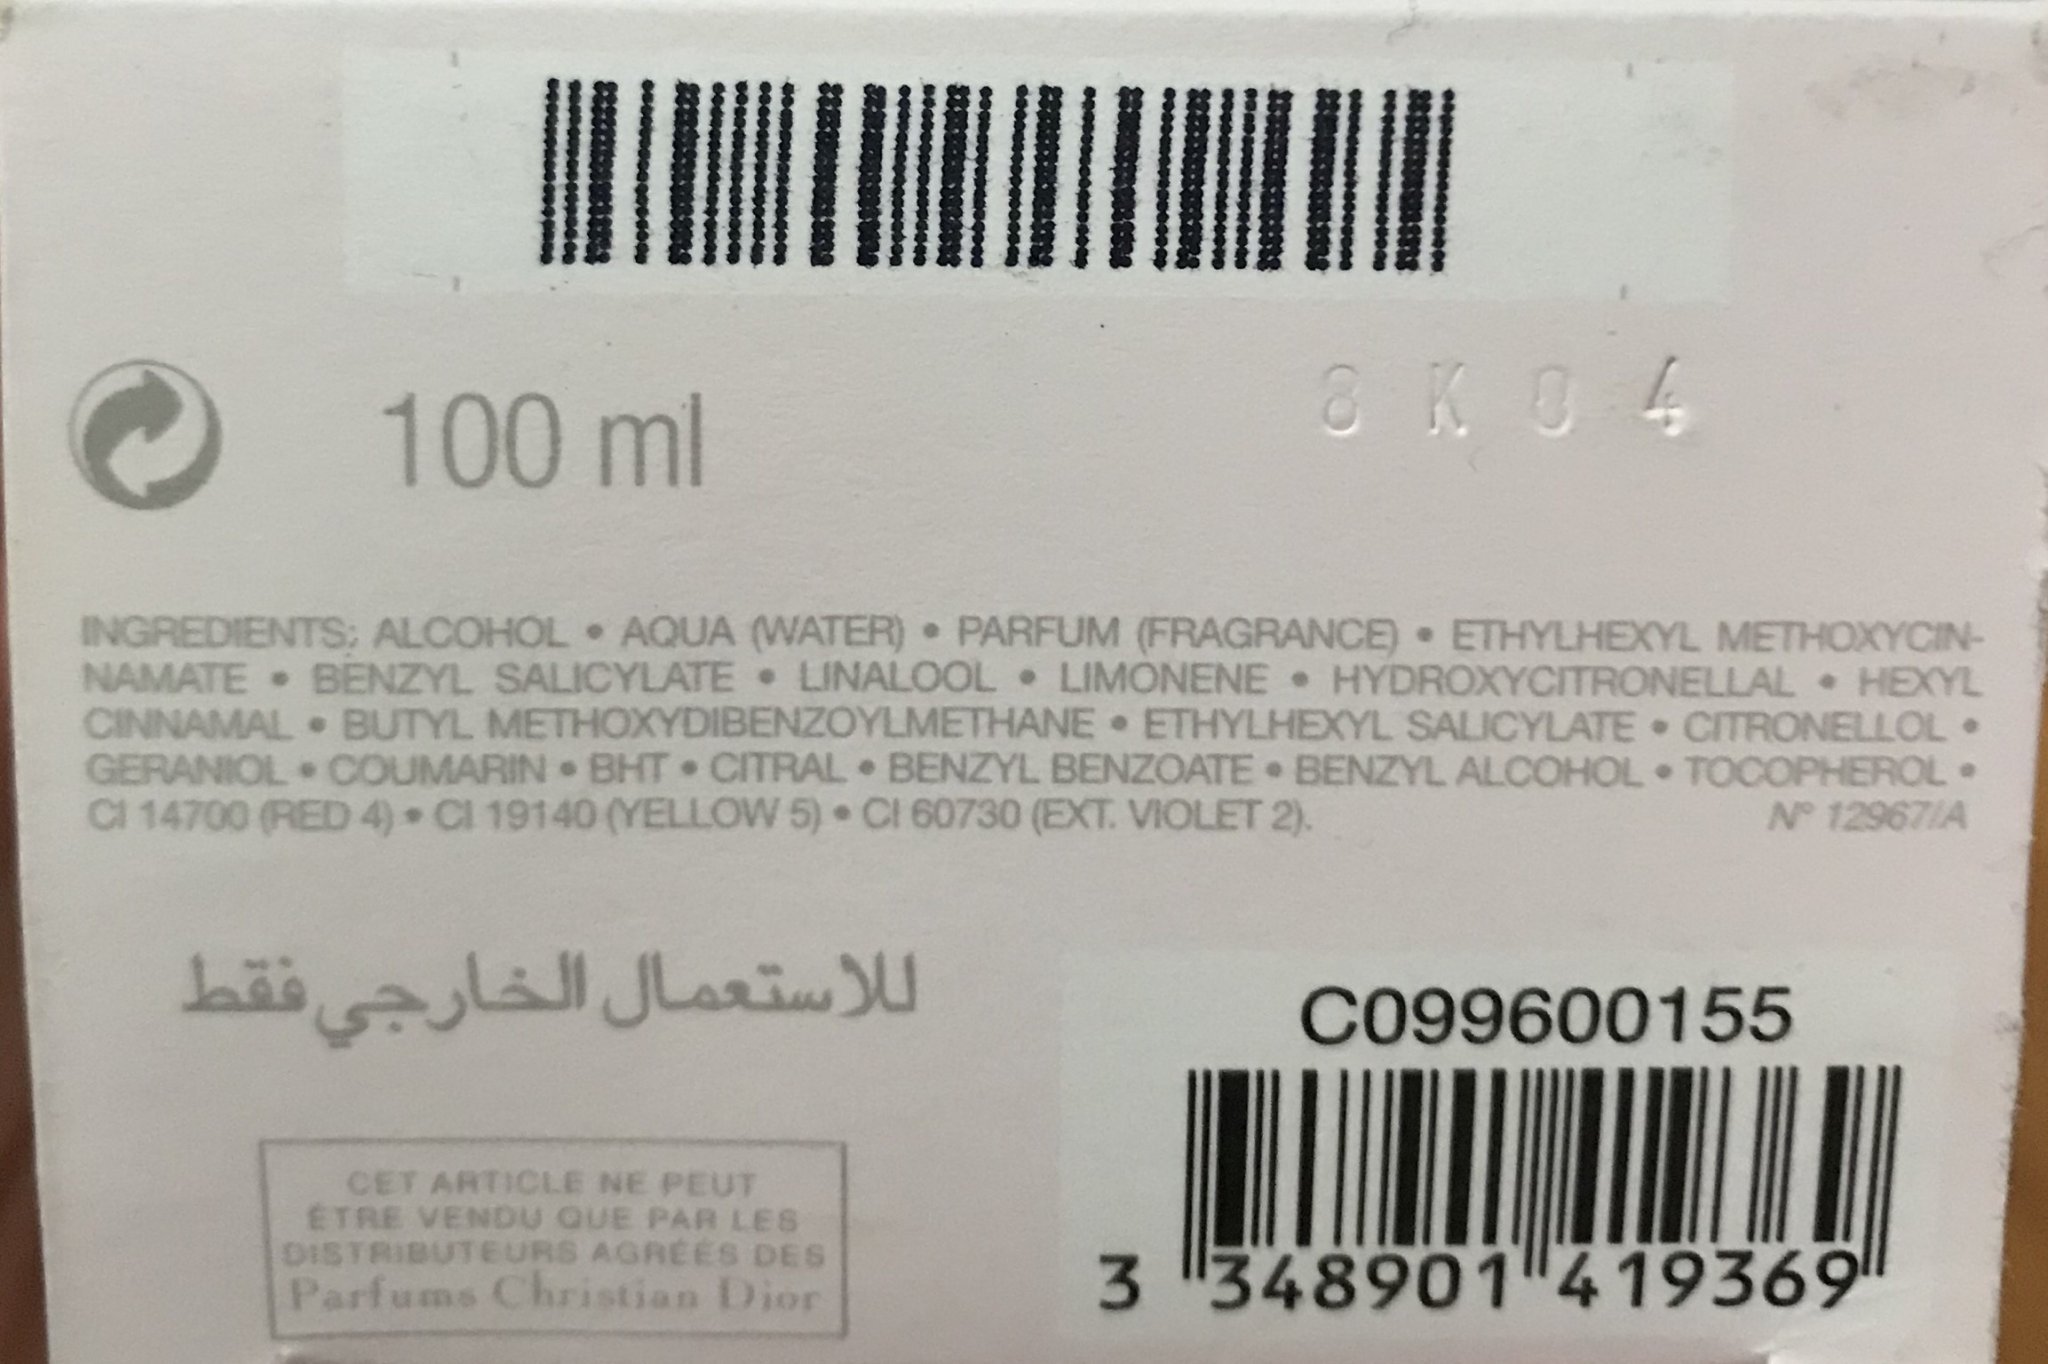 8 K 0 4
100 ml
INGREDIENTS: ALCOHOL • AQUA (WATER) • PARFUM (FRAGRANCE) • ETHYLHEXYL METHOXYCIN-
NAMATE • BENZYL SALICYLATE • LINALOOL • LIMONENE • HYDROXYCITRONELLAL • HEXYL
CINNAMAL • BUTYL METHOXYDIBENZOYLMETHANE • ETHYLHEXYL SALICYLATE • CITRONELLOL •
GERANIOL • COUMARIN • BHT • CITRAL • BENZYL BENZOATE • BENZYL ALCOHOL • TOCOPHEROL •
CI 14700 (RED 4) • CI 19140 (YELLOW 5) • CI 60730 (EXT. VIOLET 2). N° 12967/A
للاستعمال الخارجي فقط
C099600155
3 348901 419369
CET ARTICLE NE PEUT
ÊTRE VENDU QUE PAR LES
DISTRIBUTEURS AGRÉÉS DES
Parfums Christian Dior